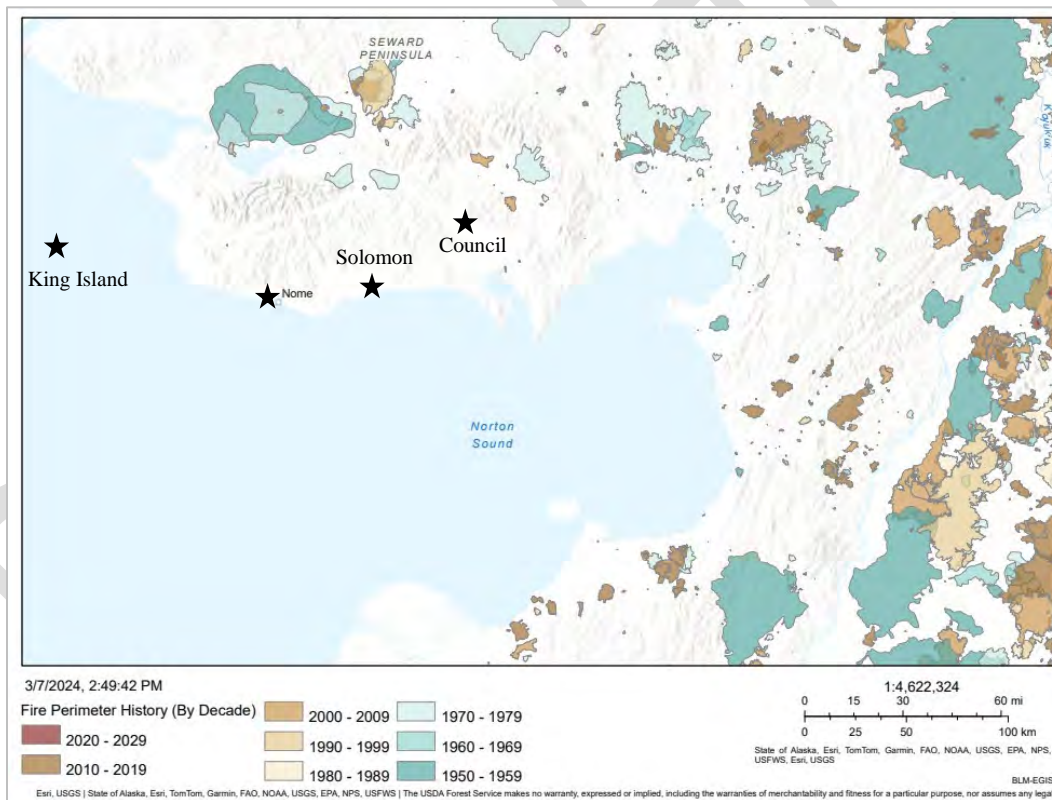 SEWARD
PENINSULA
Koyukuk
King Island
Solomon
Council
Nome
Norton
Sound
3/7/2024, 2:49:42 PM
Fire Perimeter History (By Decade)
2020 - 2029
2010 - 2019
2000 - 2009
1990 - 1999
1980 - 1989
1970 - 1979
1960 - 1969
1950 - 1959
1:4,622,324
0 15 30 60 mi
0 25 50 100 km
State of Alaska, Esri, TomTom, Garmin, FAO, NOAA, USGS, EPA, NPS,
USFWS, Esri, USGS
BLM-EGIS
Esri, USGS | State of Alaska, Esri, TomTom, Garmin, FAO, NOAA, USGS, EPA, NPS, USFWS | The USDA Forest Service makes no warranty, expressed or implied, including the warranties of merchantability and fitness for a particular purpose, nor assumes any legal